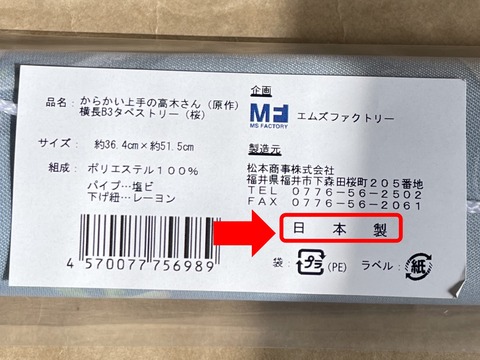 品名：からかい上手の高木さん（原作）
横長B3タペストリー（桜）
サイズ：約36.4cm×約51.5cm
組成：ポリエステル１００％
パイプ…塩ビ
下げ紐…レーヨン
4 570077 756989
企画
MF
MS FACTORY
エムズファクトリー
製造元
松本商事株式会社
福井県福井市下森田桜町２０５番地
ＴＥＬ　０７７６－５６－２５０２
ＦＡＸ　０７７６－５６－２０６１
日　本　製
袋：プラ(PE)　ラベル：紙